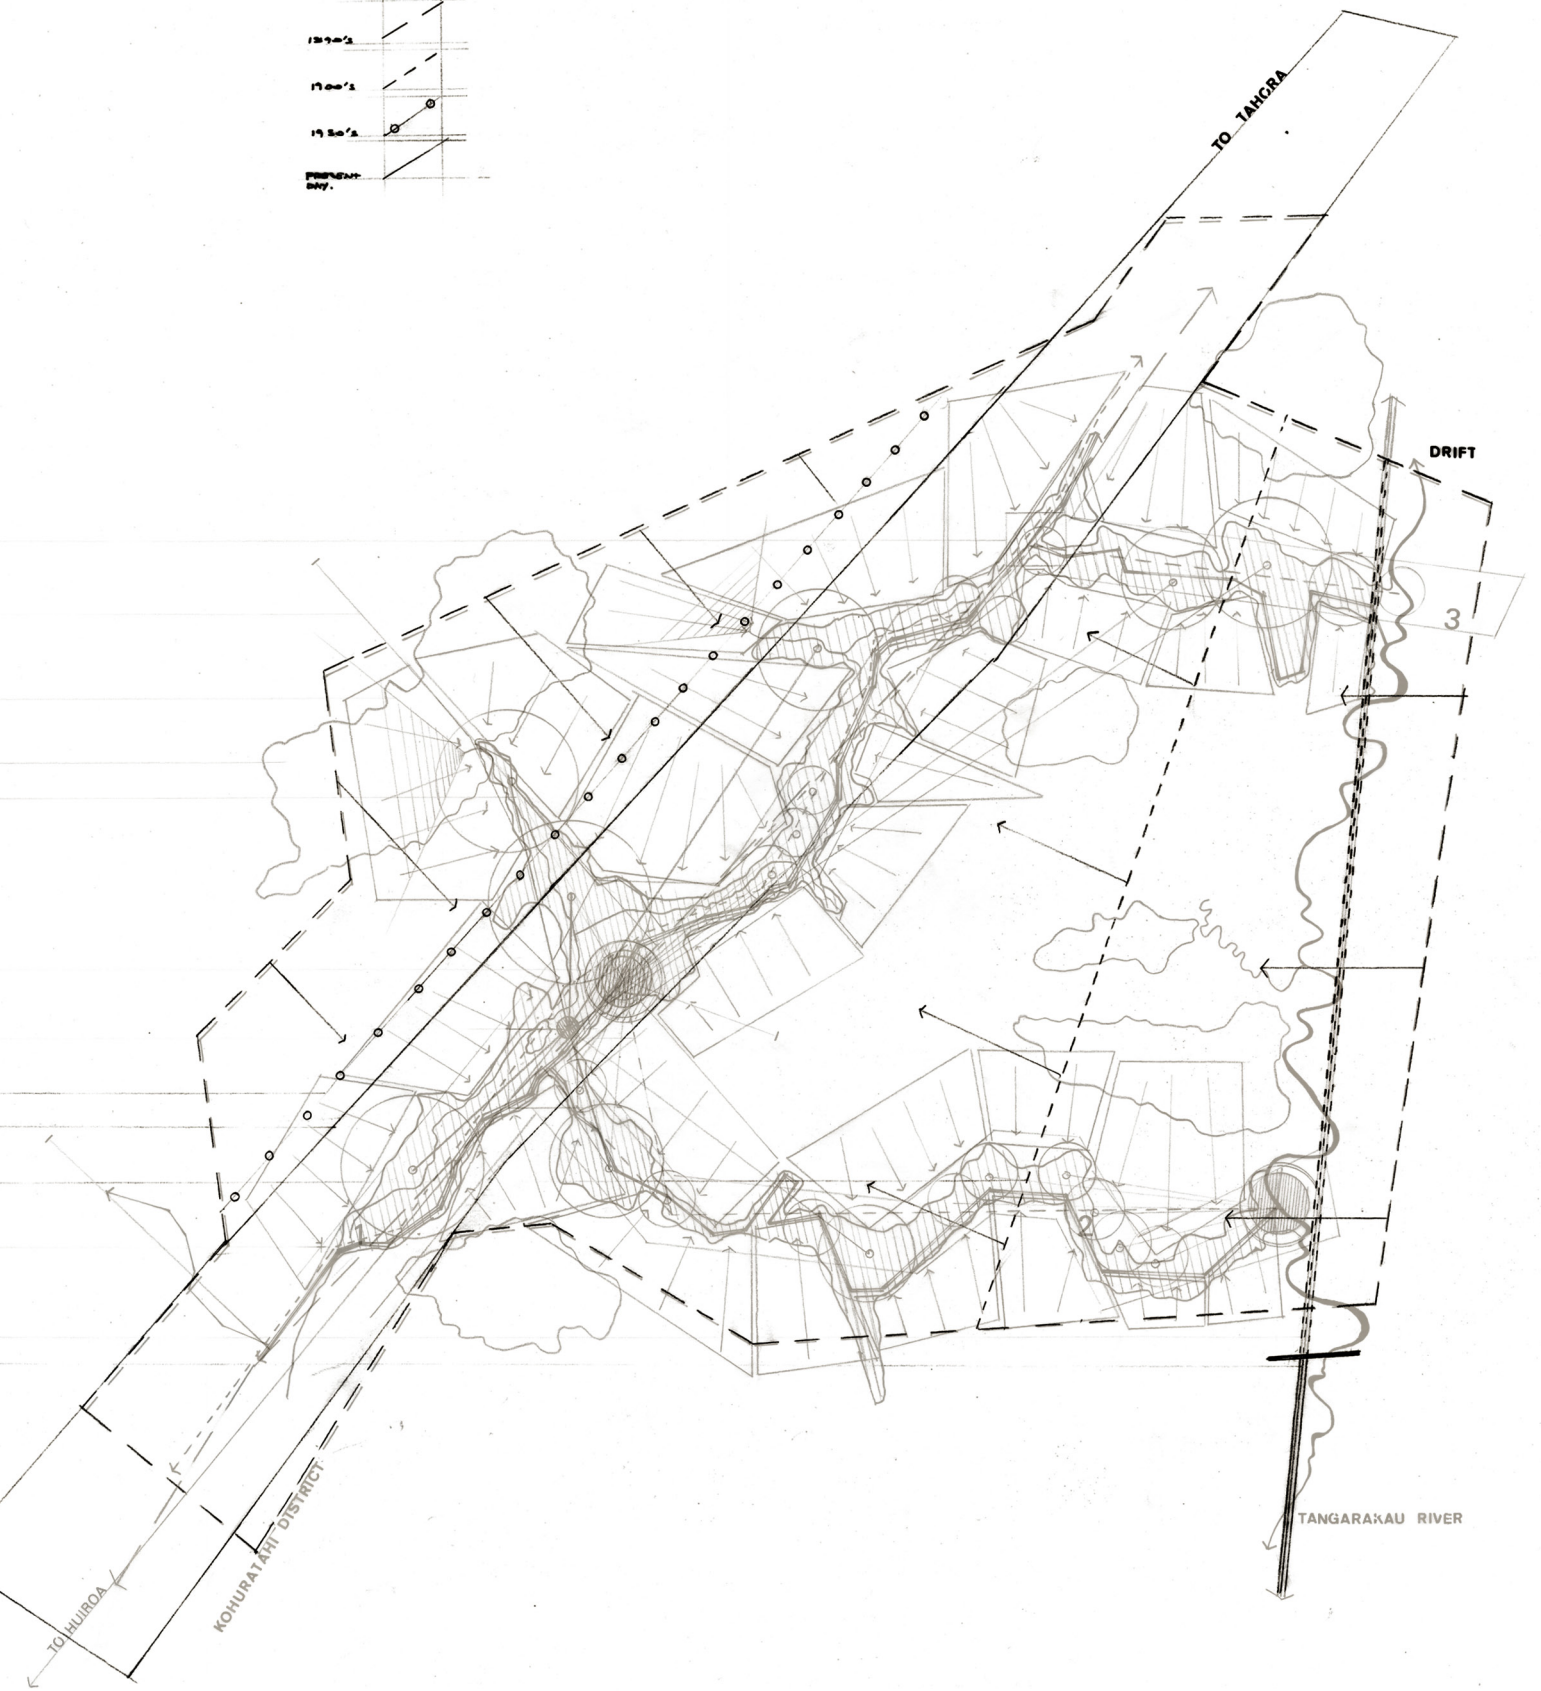 1890's
1900's
1950's
PRESENT
DAY.
TO TAHORA
DRIFT
3
1
2
TANGARAKAU RIVER
KOHURATAHI DISTRICT
TO HUIROA